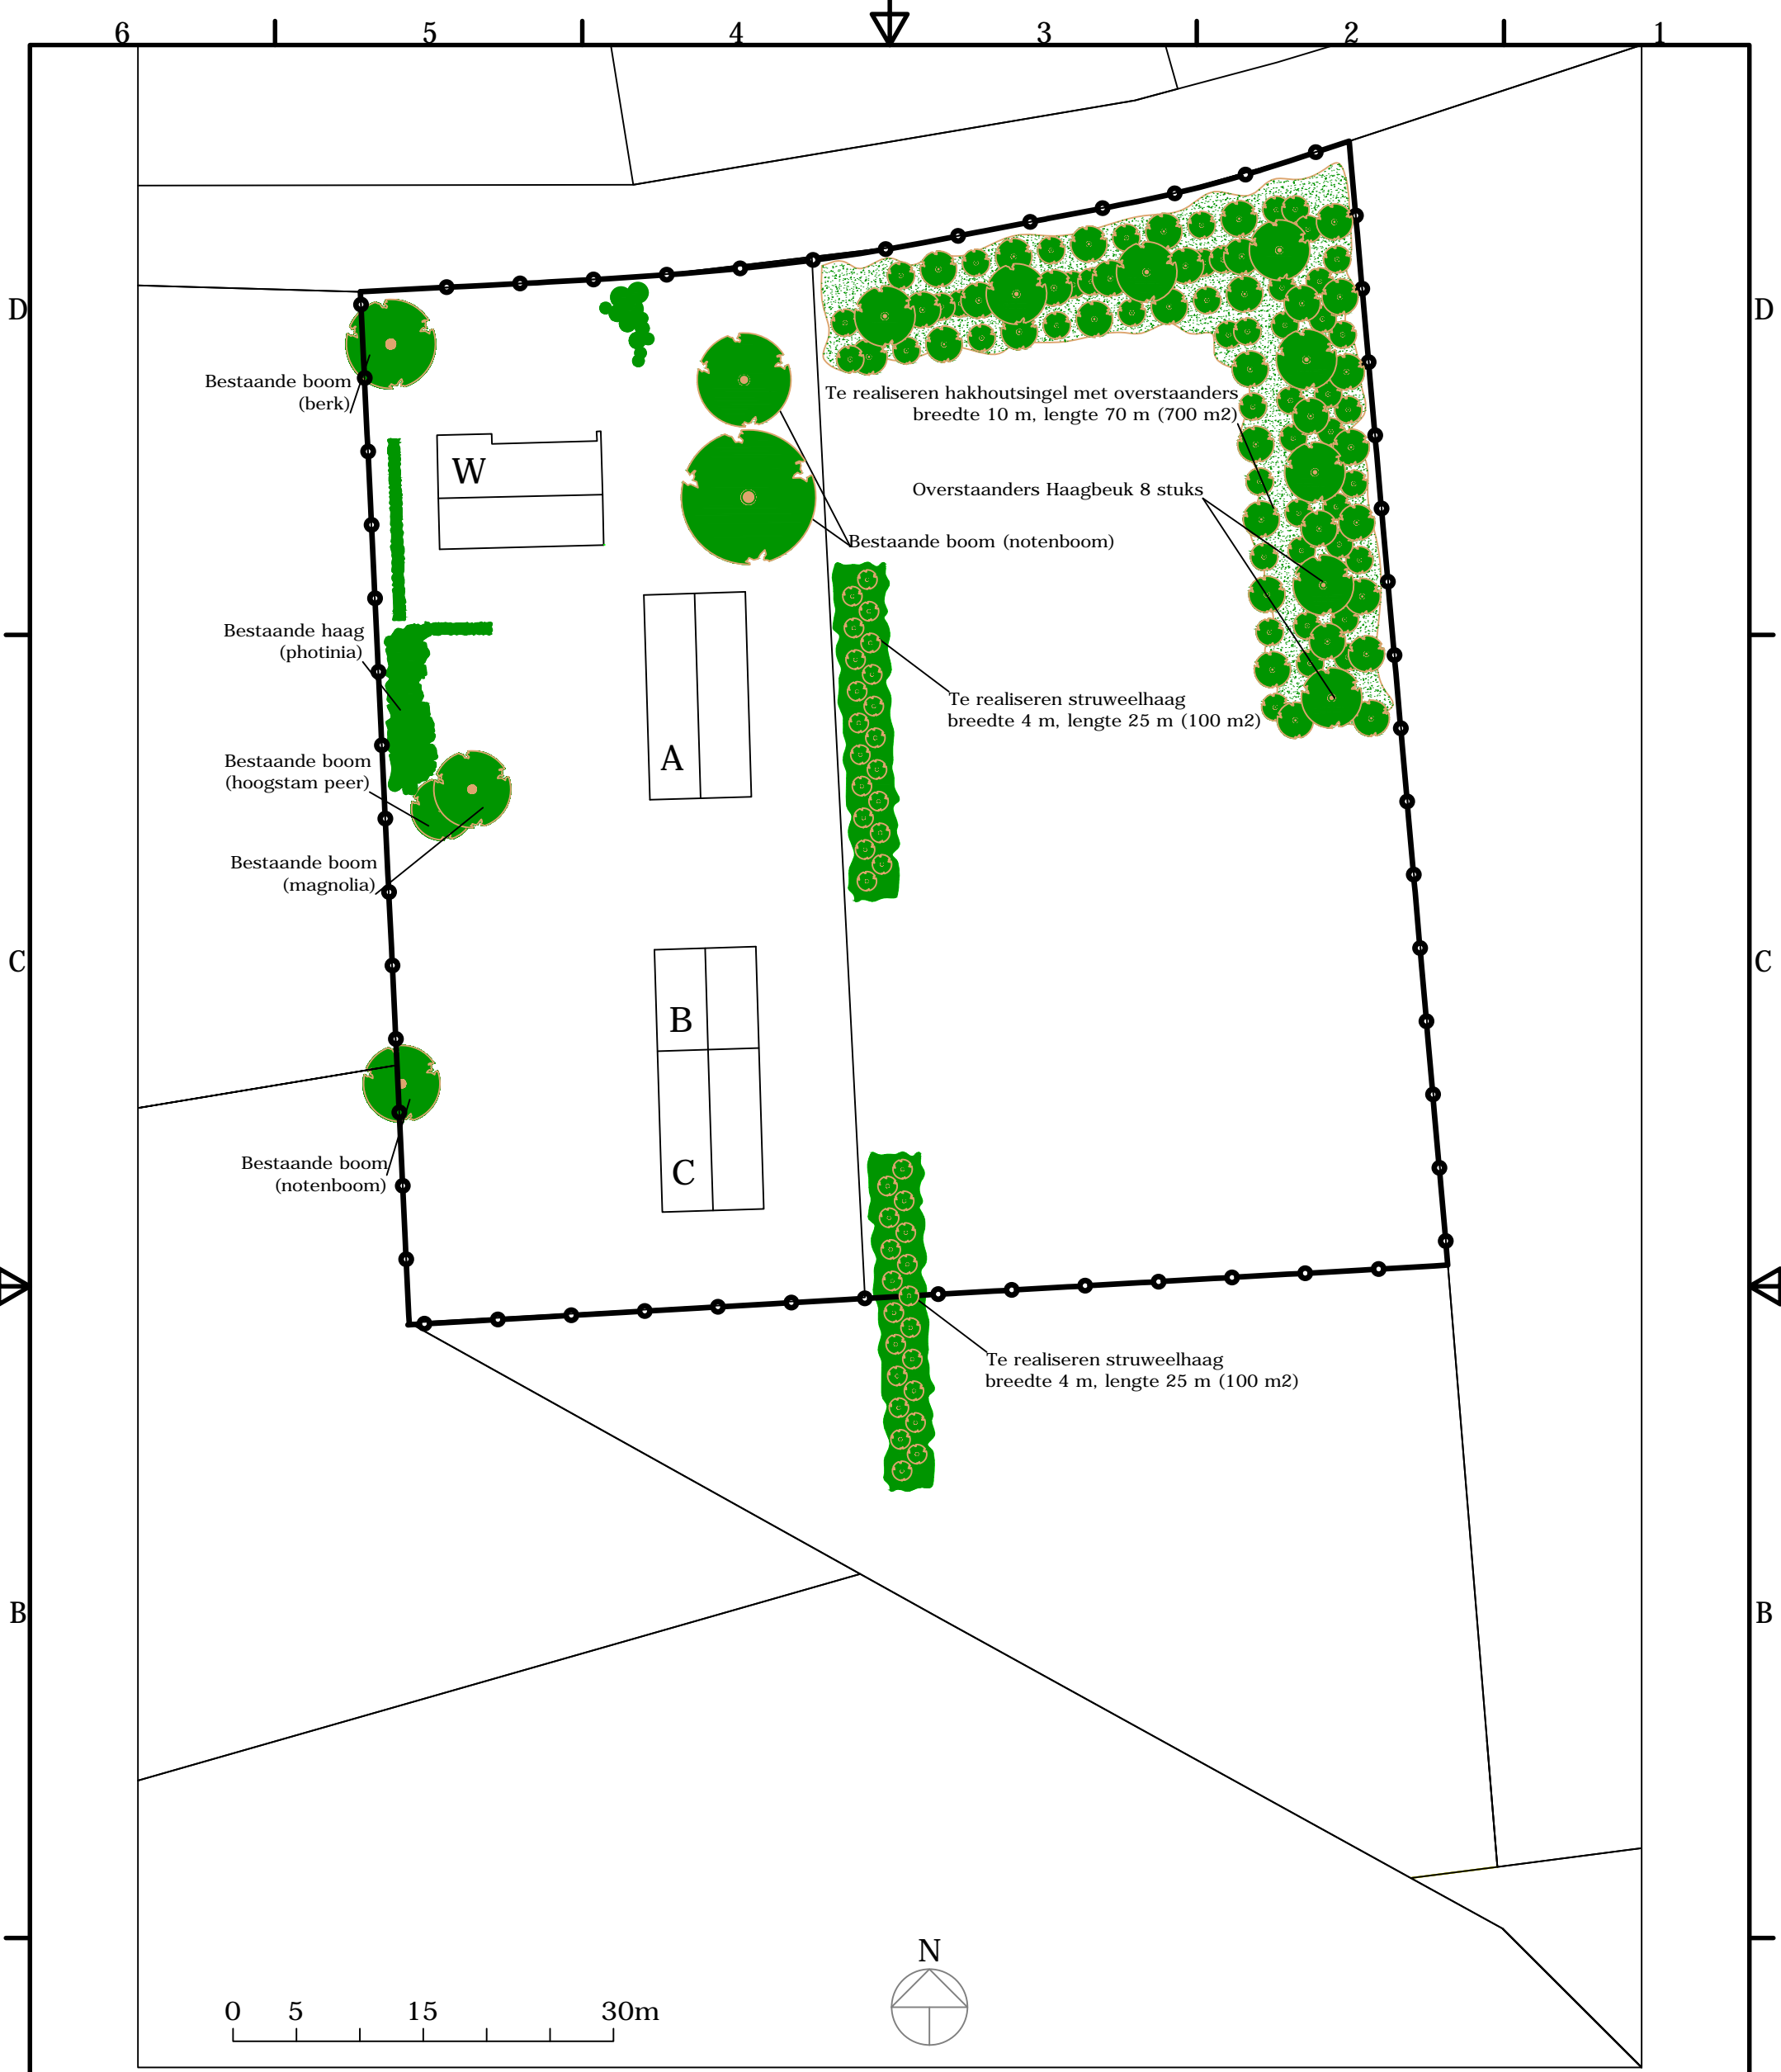 6 5 4 3 2 1
D D
Bestaande boom
(berk)
Te realiseren hakhoutsingel met overstaanders
breedte 10 m, lengte 70 m (700 m2)
W
Overstaanders Haagbeuk 8 stuks
Bestaande boom (notenboom)
Bestaande haag
(photinia)
Te realiseren struweelhaag
breedte 4 m, lengte 25 m (100 m2)
A
Bestaande boom
(hoogstam peer)
Bestaande boom
(magnolia)
C C
B
Bestaande boom
(notenboom)
C
Te realiseren struweelhaag
breedte 4 m, lengte 25 m (100 m2)
B B
N
0 5 15 30m